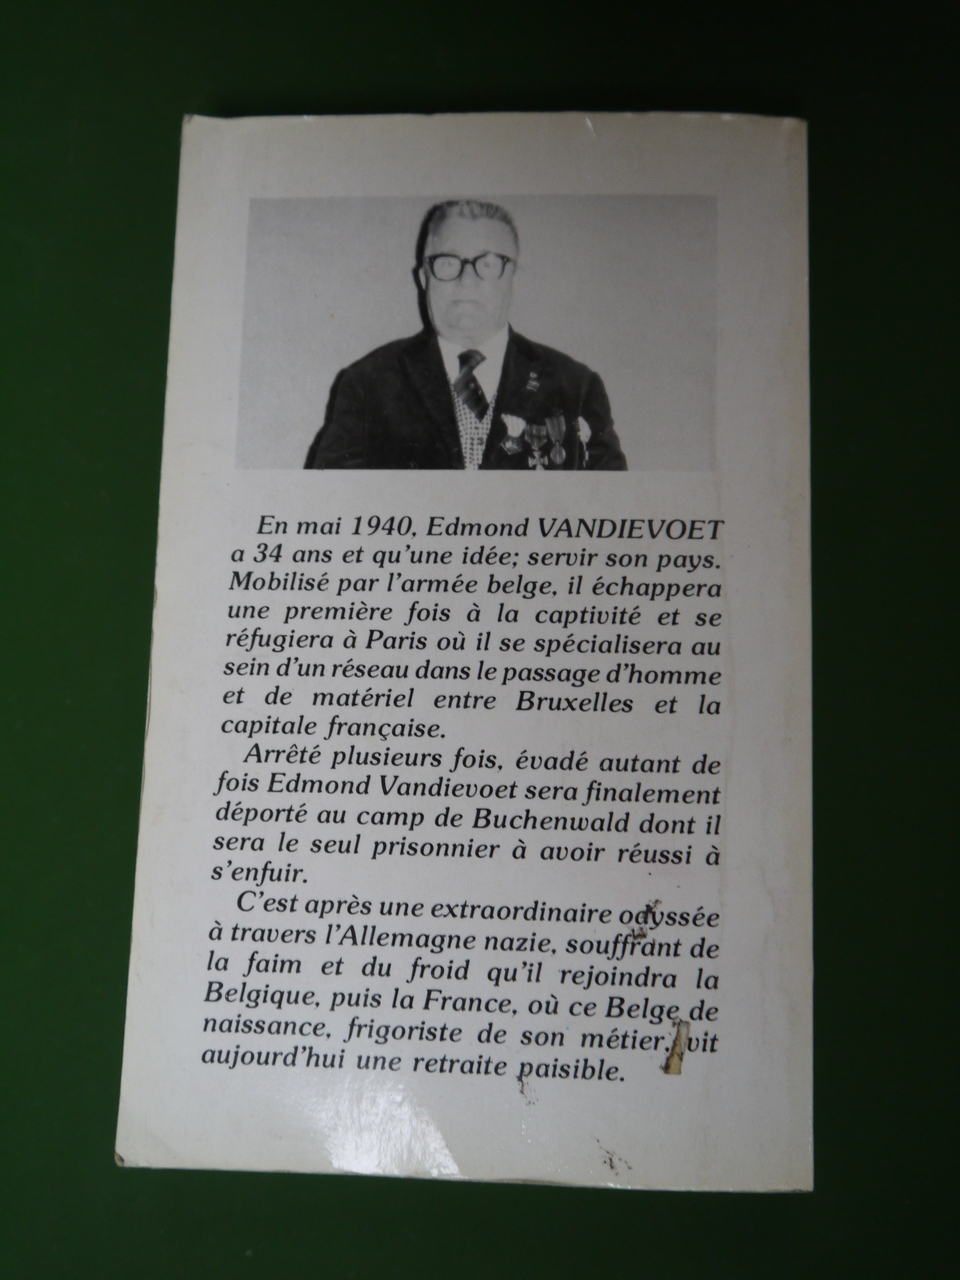 En mai 1940, Edmond VANDIEVOET
a 34 ans et qu'une idée; servir son pays.
Mobilisé par l'armée belge, il échappera
une première fois à la captivité et se
réfugiera à Paris où il se spécialisera au
sein d'un réseau dans le passage d'homme
et de matériel entre Bruxelles et la
capitale française.
Arrêté plusieurs fois, évadé autant de
fois Edmond Vandievoet sera finalement
déporté au camp de Buchenwald dont il
sera le seul prisonnier à avoir réussi à
s'enfuir.
C'est après une extraordinaire odyssée
à travers l'Allemagne nazie, souffrant de
la faim et du froid qu'il rejoindra la
Belgique, puis la France, où ce Belge de
naissance, frigoriste de son métier, vit
aujourd'hui une retraite paisible.